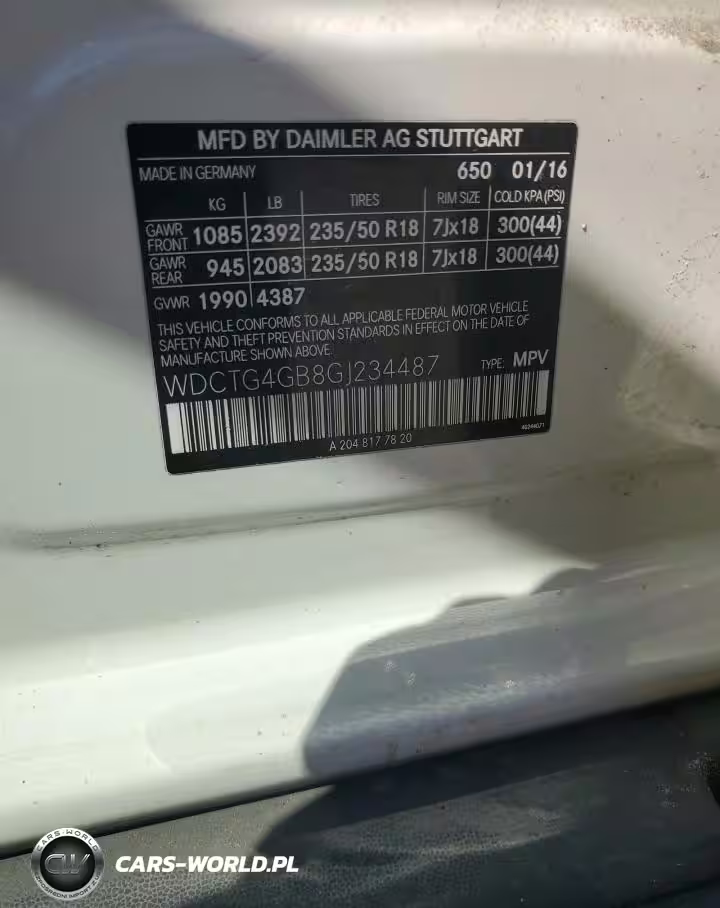 MFD BY DAIMLER AG STUTTGART
MADE IN GERMANY 650 01/16
KG LB TIRES RIM SIZE COLD KPA(PSI)
GAWR FRONT 1085 2392 235/50 R18 7Jx18 300(44)
GAWR REAR 945 2083 235/50 R18 7Jx18 300(44)
GVWR 1990 4387
THIS VEHICLE CONFORMS TO ALL APPLICABLE FEDERAL MOTOR VEHICLE
SAFETY AND THEFT PREVENTION STANDARDS IN EFFECT ON THE DATE OF
MANUFACTURE SHOWN ABOVE.
WDCTG4GB8GJ234487 TYPE: MPV
A 204 817 78 20
CARS-WORLD
CW
CARS-WORLD.PL